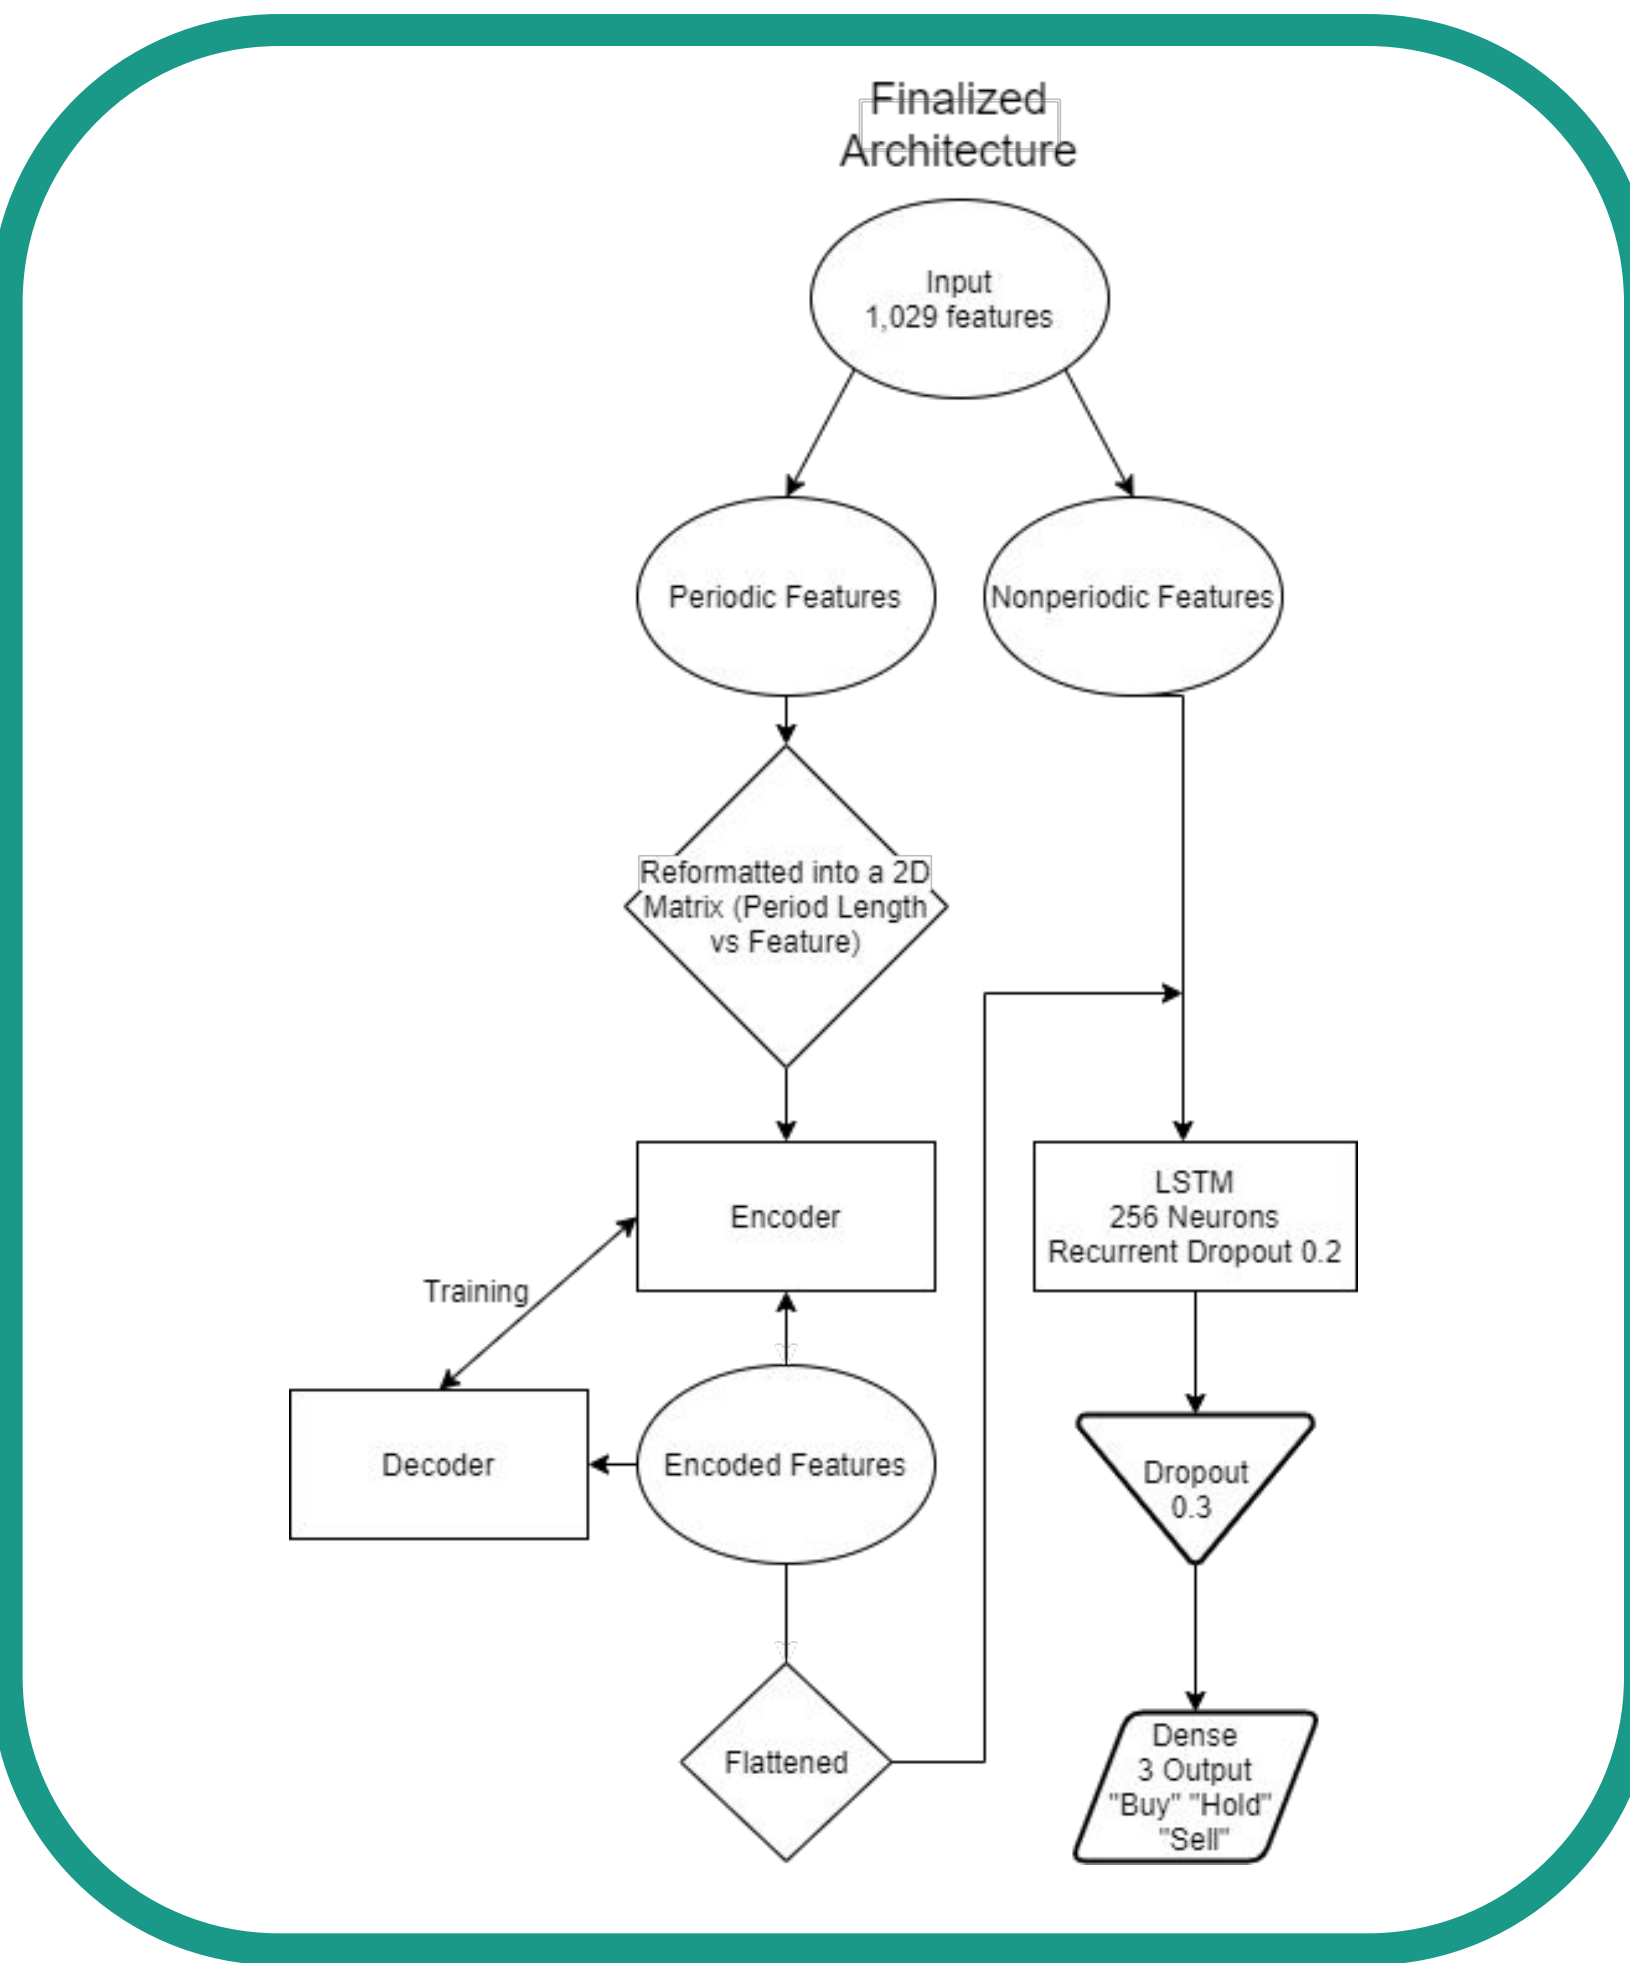 Finalized
Architecture
Input
1,029 features
Periodic Features
Nonperiodic Features
Reformatted into a 2D
Matrix (Period Length
vs Feature)
Encoder
LSTM
256 Neurons
Recurrent Dropout 0.2
Training
Decoder
Encoded Features
Dropout
0.3
Flattened
Dense
3 Output
"Buy" "Hold"
"Sell"